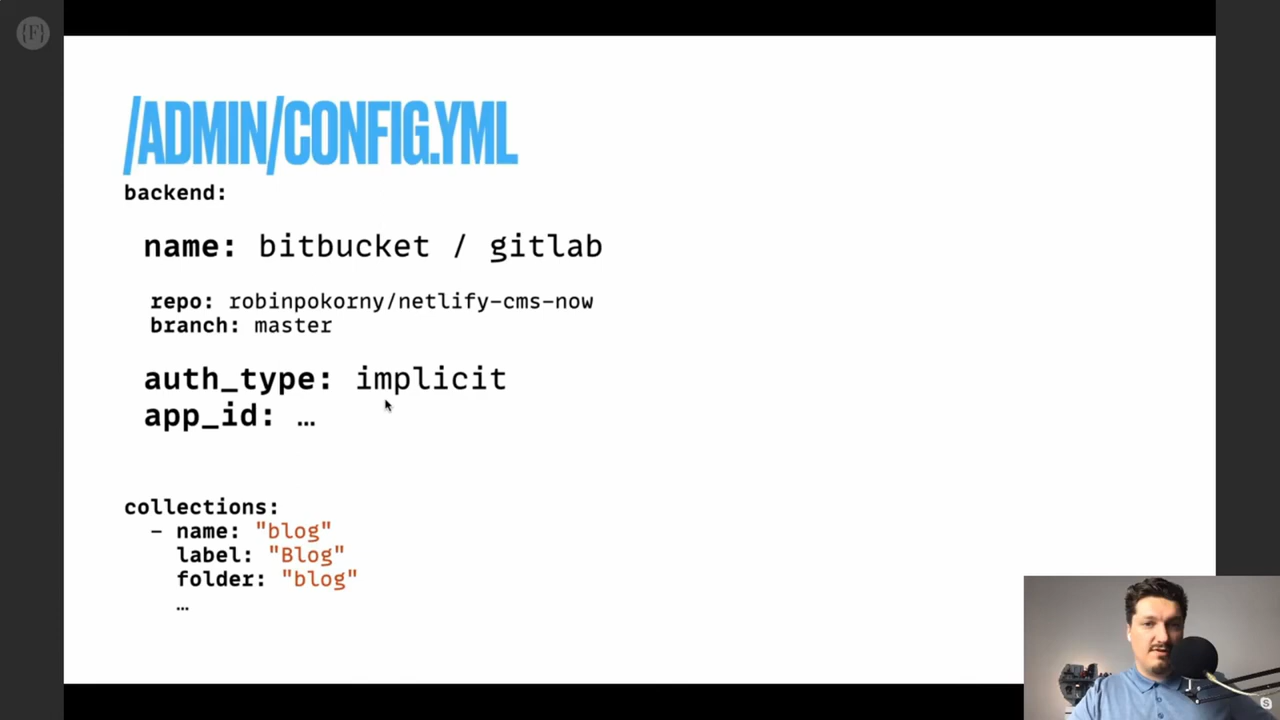 {F}
/ADMIN/CONFIG.YML
backend:
name: bitbucket / gitlab
repo: robinpokorny/netlify-cms-now
branch: master
auth_type: implicit
app_id: …
collections:
- name: "blog"
label: "Blog"
folder: "blog"
…